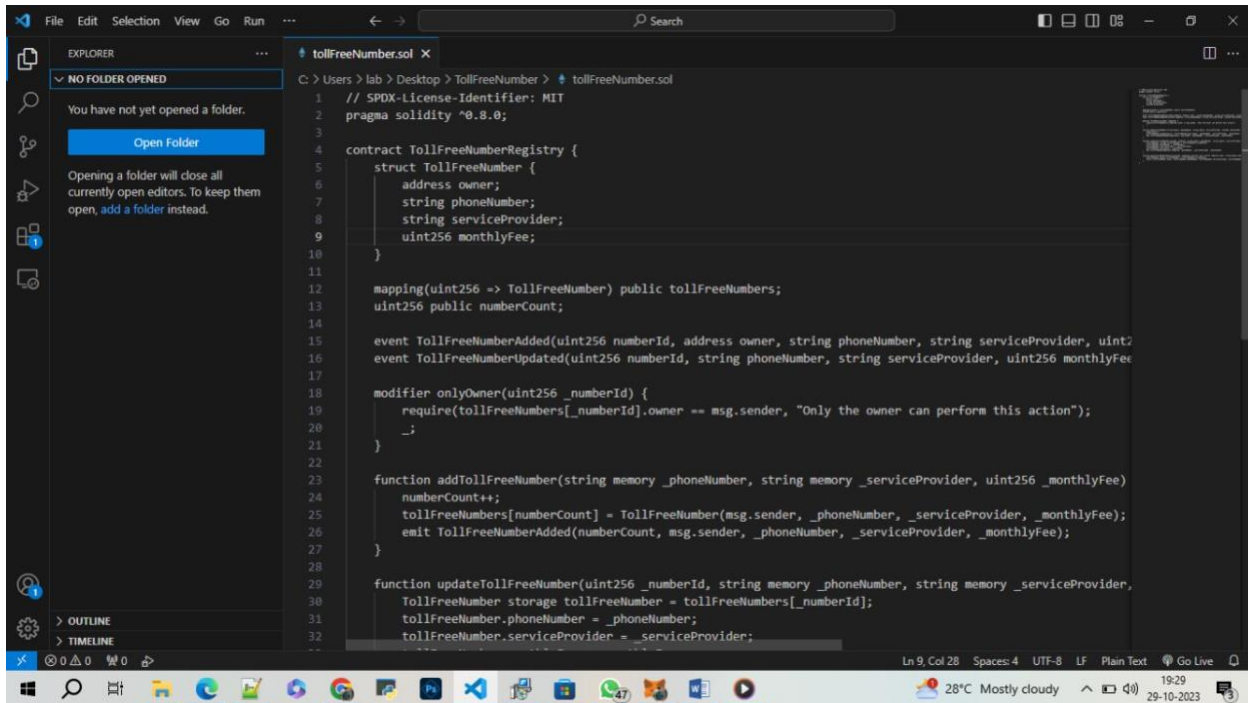 File Edit Selection View Go Run ... Search
EXPLORER ...
NO FOLDER OPENED
You have not yet opened a folder.
Open Folder
Opening a folder will close all
currently open editors. To keep them
open, add a folder instead.
OUTLINE
TIMELINE
tollFreeNumber.sol
C: > Users > lab > Desktop > TollFreeNumber > tollFreeNumber.sol
1 // SPDX-License-Identifier: MIT
2 pragma solidity ^0.8.0;
3
4 contract TollFreeNumberRegistry {
5 struct TollFreeNumber {
6 address owner;
7 string phoneNumber;
8 string serviceProvider;
9 uint256 monthlyFee;
10 }
11
12 mapping(uint256 => TollFreeNumber) public tollFreeNumbers;
13 uint256 public numberCount;
14
15 event TollFreeNumberAdded(uint256 numberId, address owner, string phoneNumber, string serviceProvider, uint2
16 event TollFreeNumberUpdated(uint256 numberId, string phoneNumber, string serviceProvider, uint256 monthlyFee
17
18 modifier onlyOwner(uint256 _numberId) {
19 require(tollFreeNumbers[_numberId].owner == msg.sender, "Only the owner can perform this action");
20 _;
21 }
22
23 function addTollFreeNumber(string memory _phoneNumber, string memory _serviceProvider, uint256 _monthlyFee)
24 numberCount++;
25 tollFreeNumbers[numberCount] = TollFreeNumber(msg.sender, _phoneNumber, _serviceProvider, _monthlyFee);
26 emit TollFreeNumberAdded(numberCount, msg.sender, _phoneNumber, _serviceProvider, _monthlyFee);
27 }
28
29 function updateTollFreeNumber(uint256 _numberId, string memory _phoneNumber, string memory _serviceProvider,
30 TollFreeNumber storage tollFreeNumber = tollFreeNumbers[_numberId];
31 tollFreeNumber.phoneNumber = _phoneNumber;
32 tollFreeNumber.serviceProvider = _serviceProvider;
0 0 0 Ln 9, Col 28 Spaces: 4 UTF-8 LF Plain Text Go Live
28°C Mostly cloudy 19:29
29-10-2023